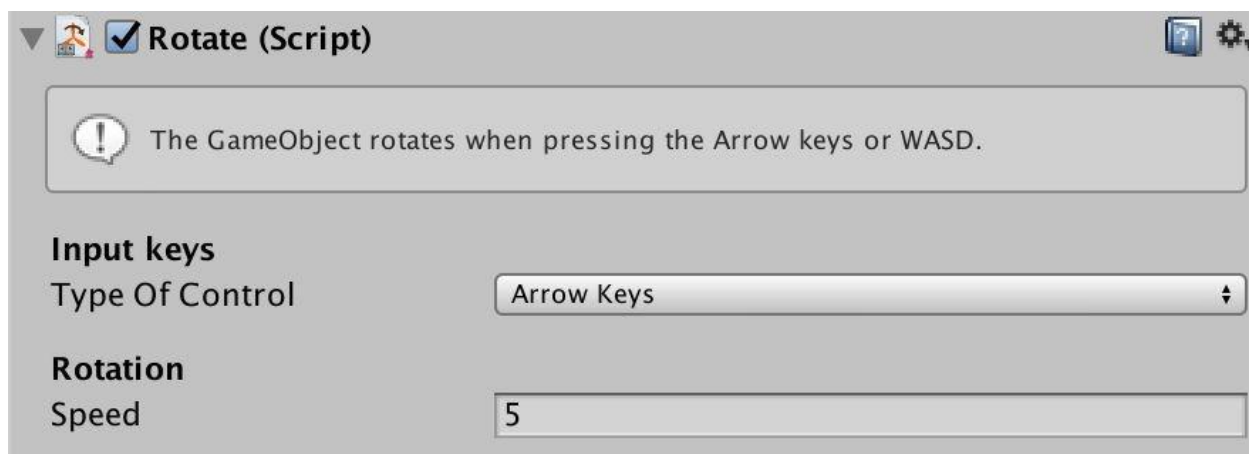 Rotate (Script)
The GameObject rotates when pressing the Arrow keys or WASD.
Input keys
Type Of Control Arrow Keys
Rotation
Speed 5